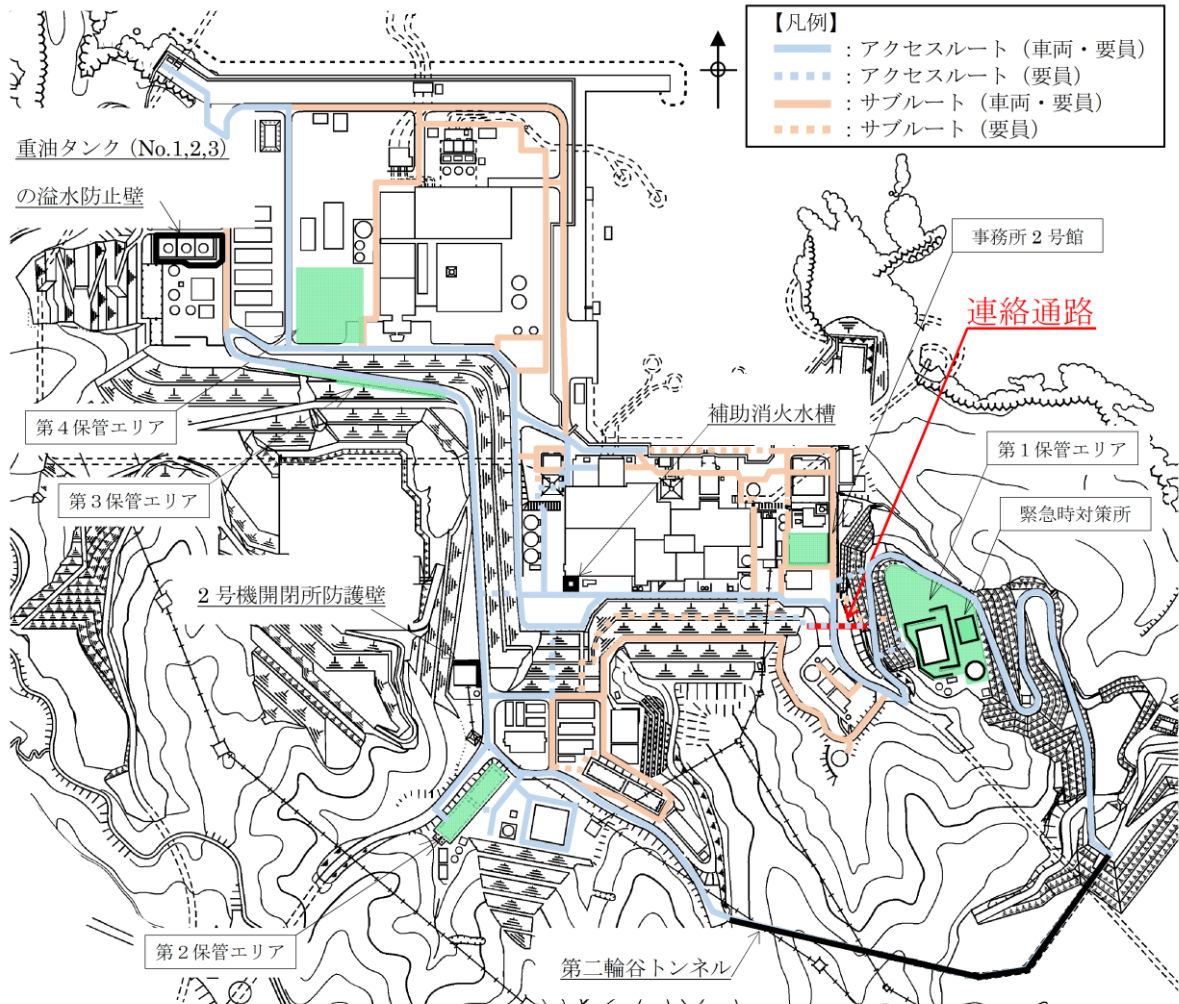 【凡例】
：アクセスルート（車両・要員）
：アクセスルート（要員）
：サブルート（車両・要員）
：サブルート（要員）
重油タンク（No.1,2,3）
の溢水防止壁
事務所２号館
連絡通路
補助消火水槽
第４保管エリア
第１保管エリア
第３保管エリア
緊急時対策所
２号機開閉所防護壁
第２保管エリア
第二輪谷トンネル